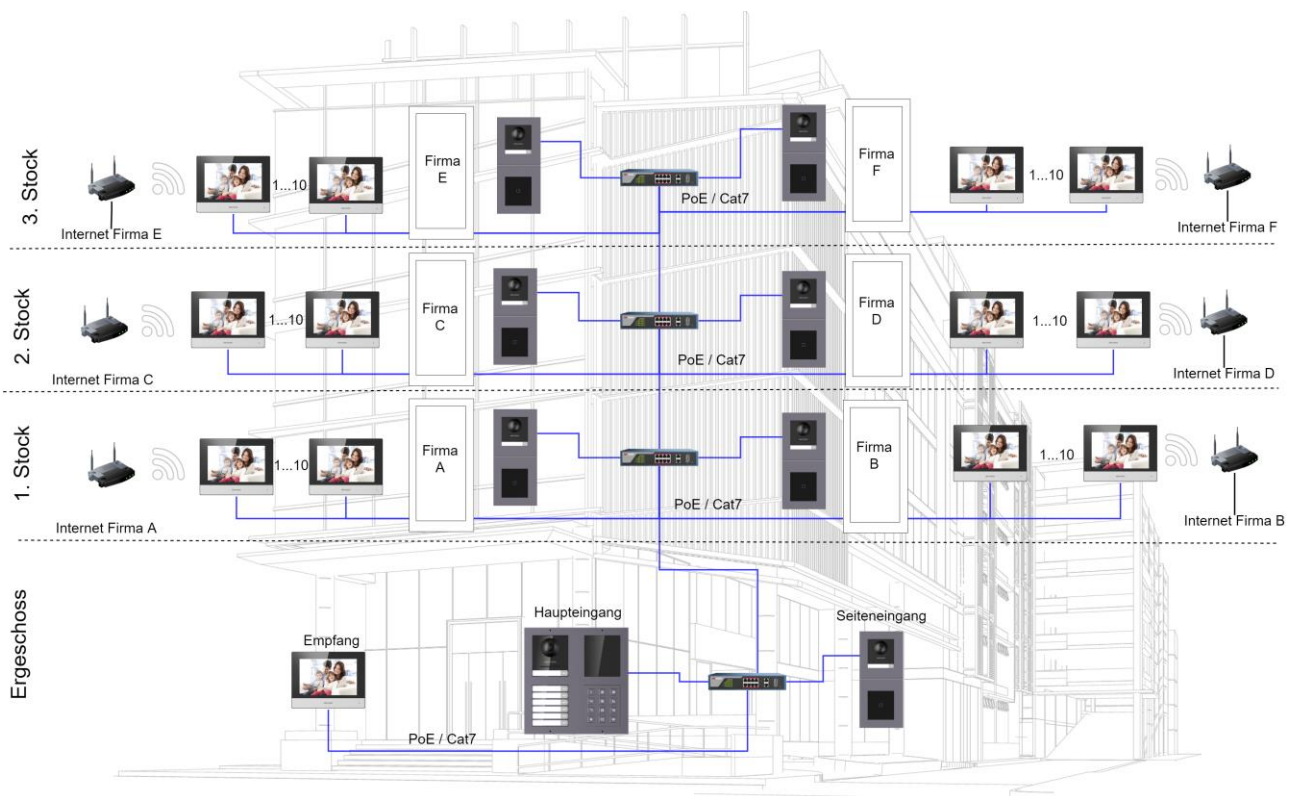 3. Stock
Firma
E
Firma
F
1...10
1...10
PoE / Cat7
Internet Firma E
Internet Firma F
2. Stock
Firma
C
Firma
D
1...10
1...10
PoE / Cat7
Internet Firma C
Internet Firma D
1. Stock
Firma
A
Firma
B
1...10
1...10
PoE / Cat7
Internet Firma A
Internet Firma B
Ergeschoss
Empfang
Haupteingang
Seiteneingang
PoE / Cat7